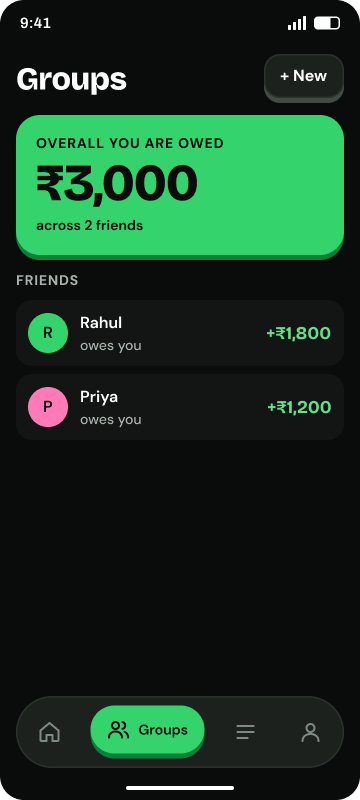 9:41
Groups
+ New
OVERALL YOU ARE OWED
₹3,000
across 2 friends
FRIENDS
R
Rahul
owes you
+₹1,800
P
Priya
owes you
+₹1,200
Groups